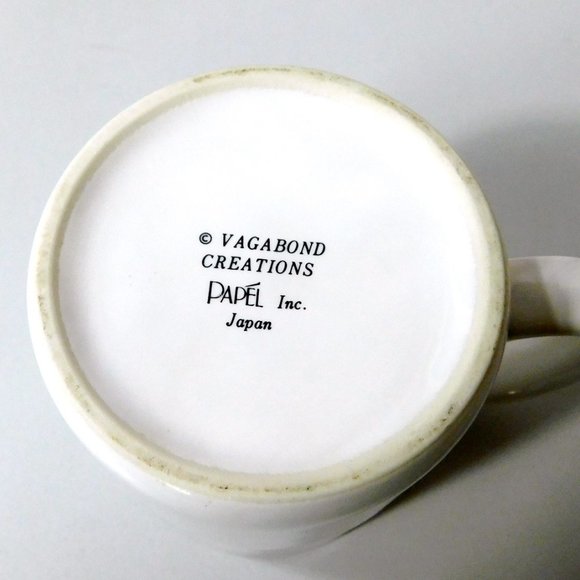 © VAGABOND
CREATIONS
PAPÉL Inc.
Japan